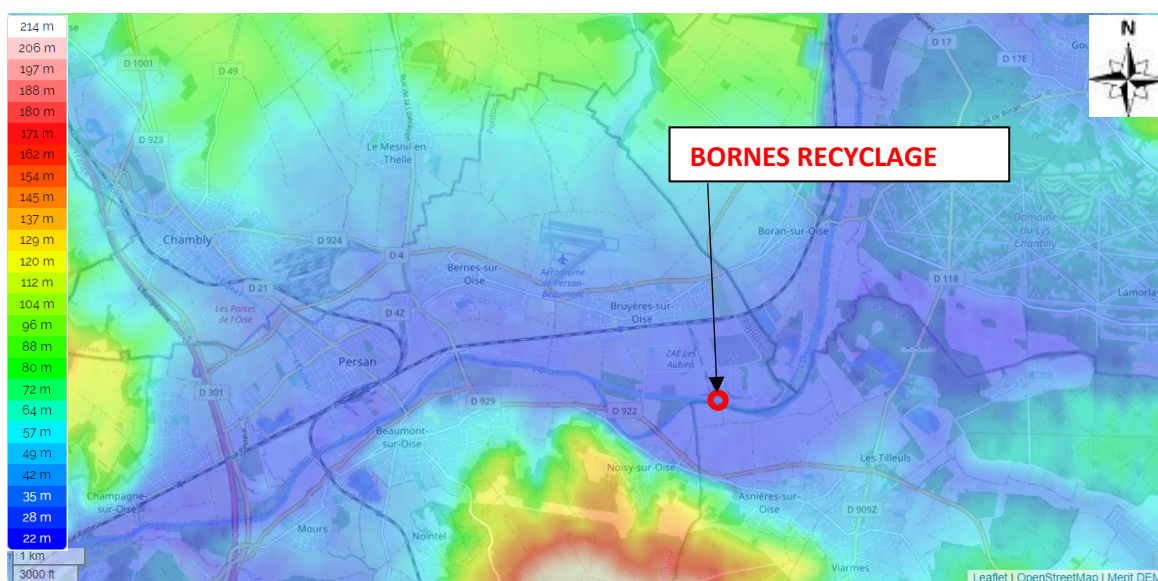 214 m
206 m
197 m
188 m
180 m
171 m
162 m
154 m
145 m
137 m
129 m
120 m
112 m
104 m
96 m
88 m
80 m
72 m
64 m
57 m
49 m
42 m
35 m
28 m
22 m
1 km
3000 ft
N
BORNES RECYCLAGE
D 1001
D 49
D 17
D 17E
D 923
Le Mesnil-en-
Thelle
Pontoise
Chambly
D 924
D 4
Bernes-sur-
Oise
Aérodrome
de Persan-
Beaumont
Boran-sur-Oise
Domaine
du Lys
Chantilly
D 118
Lamorlay
D 21
Les Portes
de l'Oise
D 4Z
Bruyères-sur-
Oise
Persan
ZAE Les
Aubins
D 301
D 929
D 922
Beaumont-
sur-Oise
Noisy-sur-Oise
Les Tilleuls
Champagne-
sur-Oise
Asnières-sur-
Oise
D 909Z
Mours
Nointel
Viarmes
Leaflet | OpenStreetMap | Merit DEM